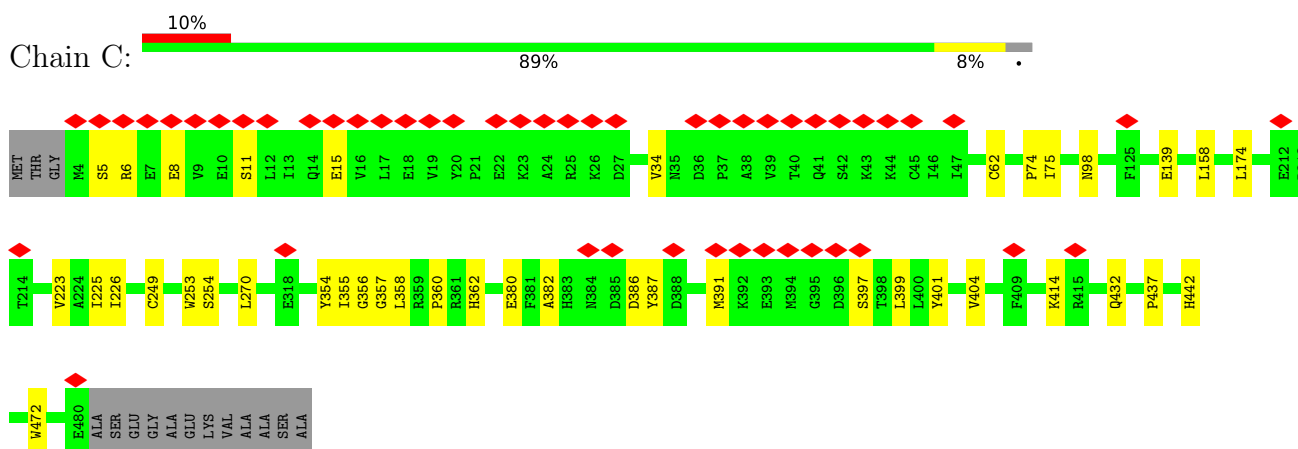 10%
Chain C:
89% 8% •
MET THR GLY M4 S5 R6 E7 E8 V9 E10 S11 L12 I13 Q14 E15 V16 L17 E18 V19 Y20 P21 E22 K23 A24 R25 K26 D27 V34 N35 D36 P37 A38 V39 T40 Q41 S42 K43 K44 C45 I46 I47 C62 P74 I75 N98 F125 E139 L158 L174 E212
T214 V223 A224 I225 I226 C249 W253 S254 L270 E318 Y354 I355 G356 G357 L358 R359 P360 R361 H362 E380 F381 A382 H383 N384 D385 D386 Y387 D388 M391 K392 E393 M394 G395 D396 S397 T398 L399 L400 Y401 V404 F409 K414 R415 Q432 P437 H442
W472 E480 ALA SER GLU GLY ALA GLU LYS VAL ALA ALA SER ALA